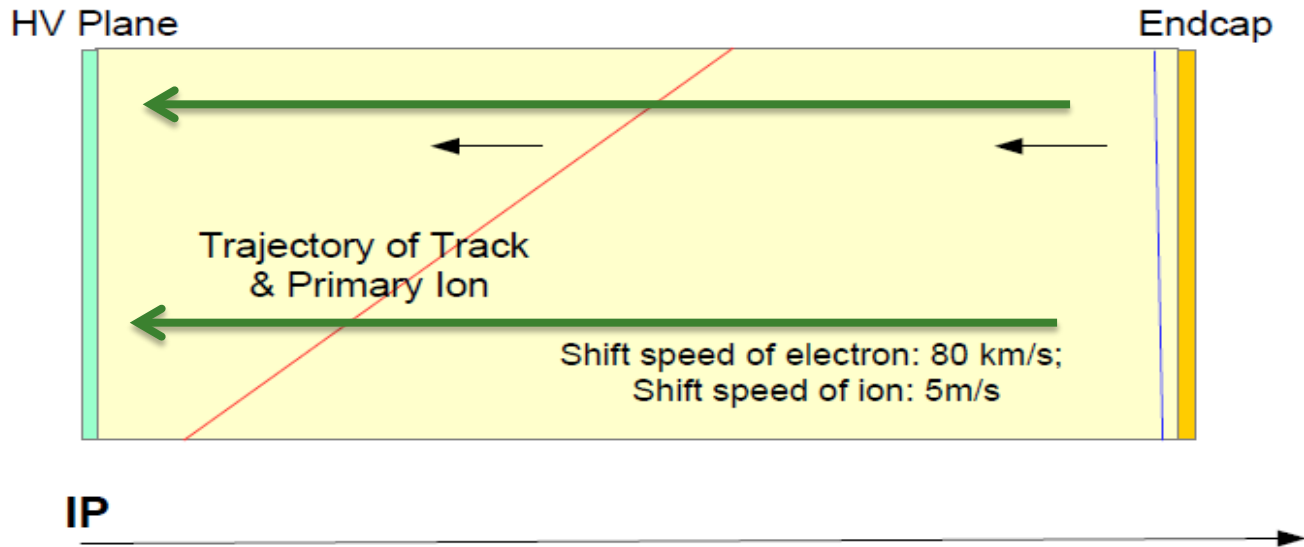 HV Plane
Endcap
Trajectory of Track
& Primary Ion
Shift speed of electron: 80 km/s;
Shift speed of ion: 5m/s
IP